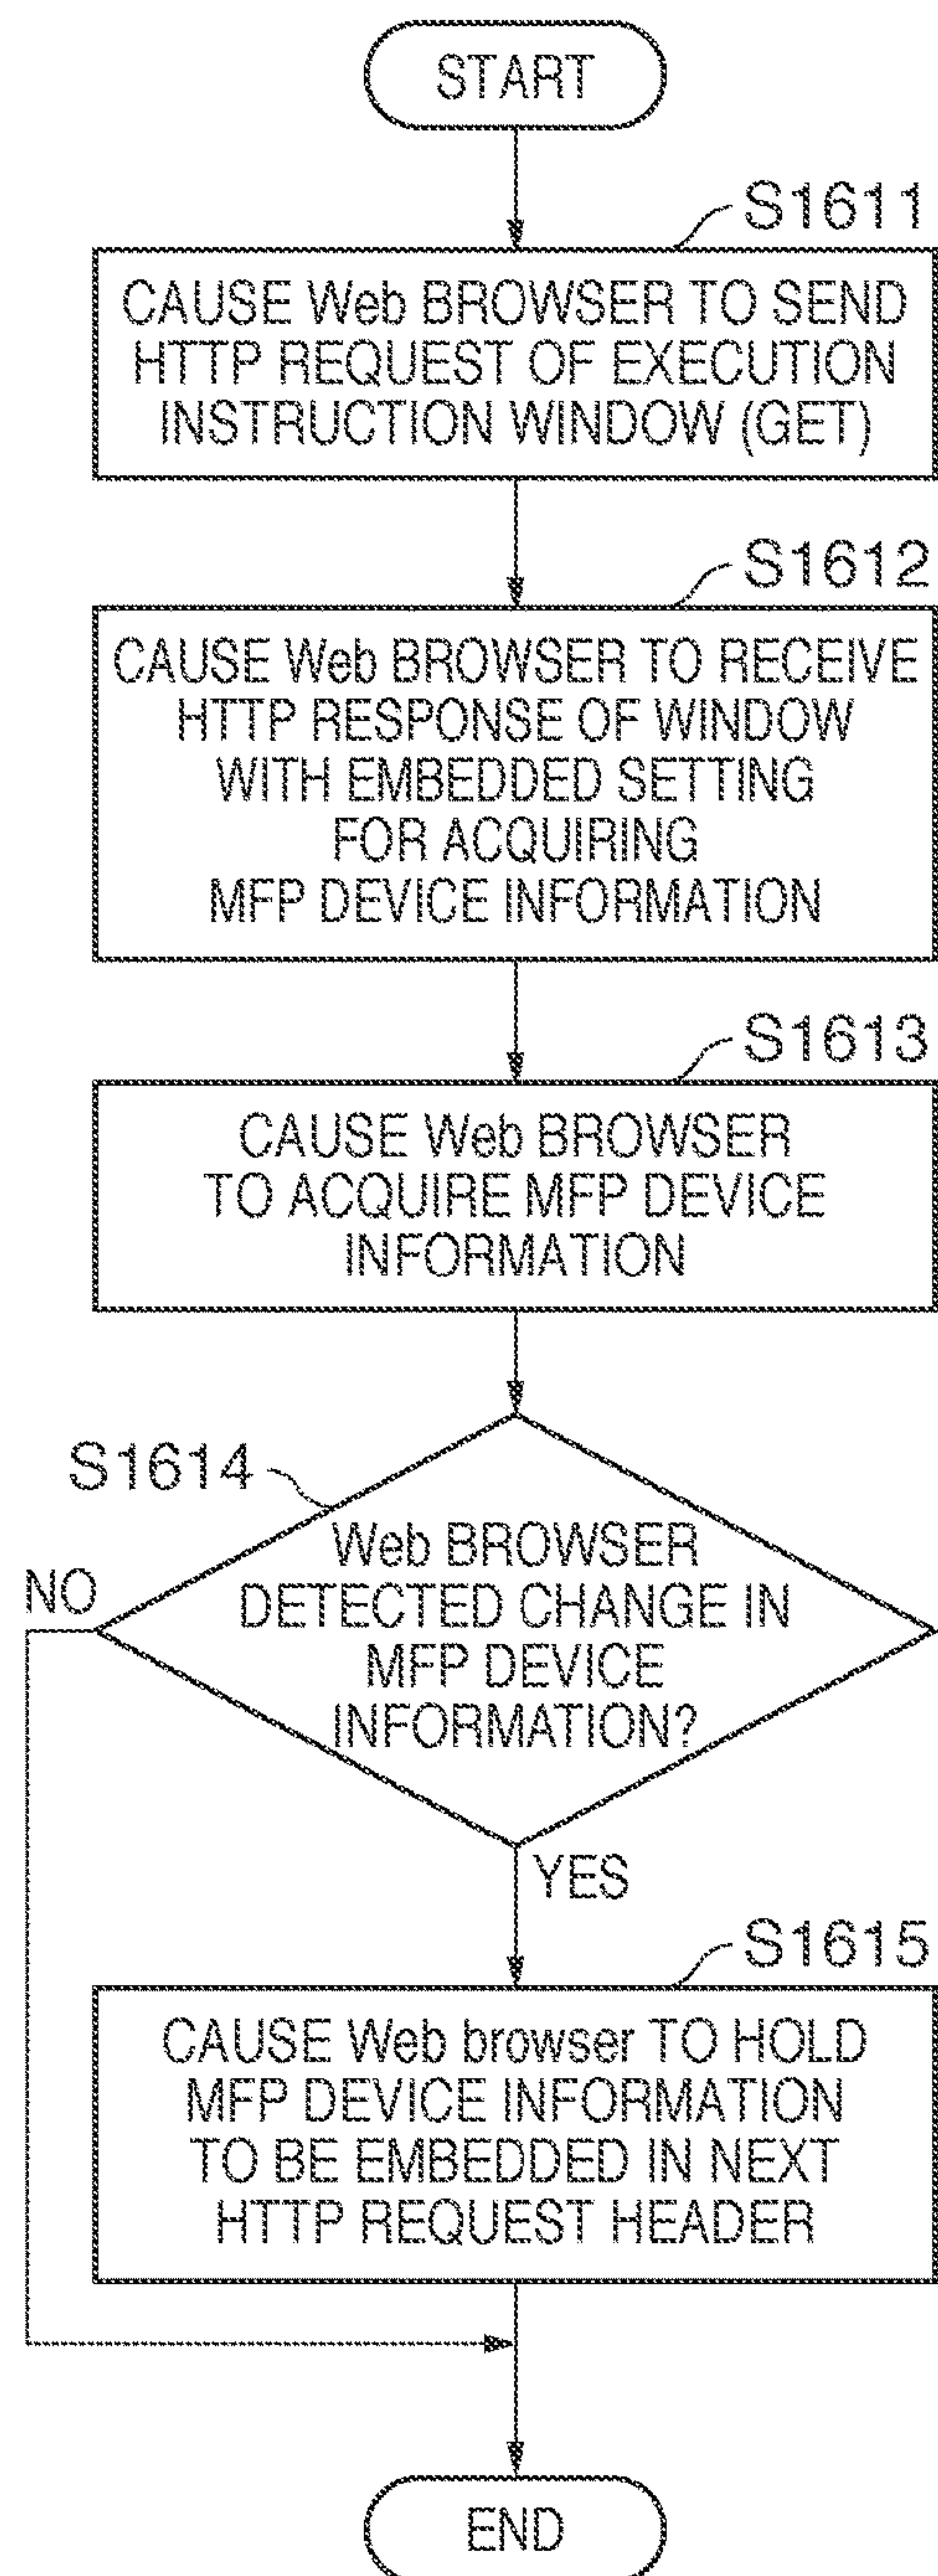 START
S1611
CAUSE Web BROWSER TO SEND
HTTP REQUEST OF EXECUTION
INSTRUCTION WINDOW (GET)
S1612
CAUSE Web BROWSER TO RECEIVE
HTTP RESPONSE OF WINDOW
WITH EMBEDDED SETTING
FOR ACQUIRING
MFP DEVICE INFORMATION
S1613
CAUSE Web BROWSER
TO ACQUIRE MFP DEVICE
INFORMATION
S1614
Web BROWSER
DETECTED CHANGE IN
MFP DEVICE
INFORMATION?
NO
YES
S1615
CAUSE Web browser TO HOLD
MFP DEVICE INFORMATION
TO BE EMBEDDED IN NEXT
HTTP REQUEST HEADER
END